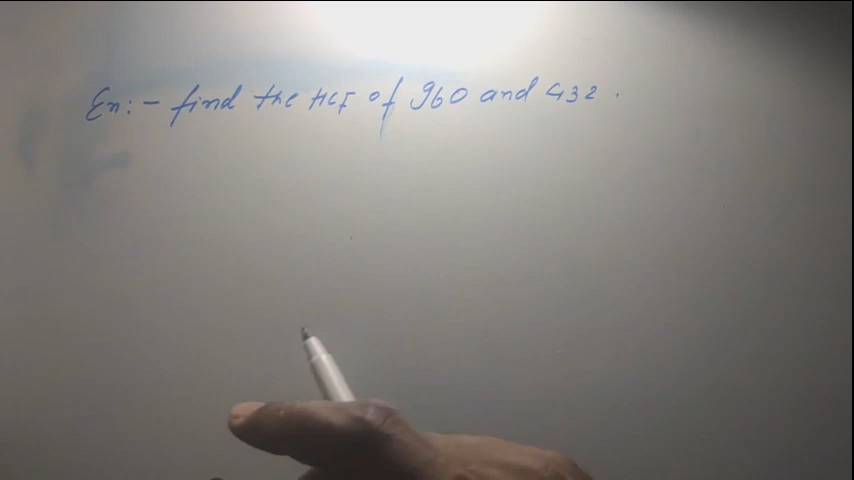 Ex:- find the HCF of 960 and 432.